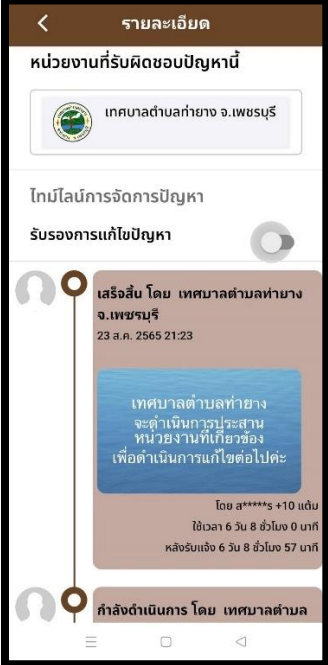 รายละเอียด
หน่วยงานที่รับผิดชอบปัญหานี้
เทศบาลตำบลท่ายาง จ.เพชรบุรี
ไทม์ไลน์การจัดการปัญหา
รับรองการแก้ไขปัญหา
เสร็จสิ้น โดย เทศบาลตำบลท่ายาง
จ.เพชรบุรี
23 ส.ค. 2565 21:23
เทศบาลตำบลท่ายาง
จะดำเนินการประสาน
หน่วยงานที่เกี่ยวข้อง
เพื่อดำเนินการแก้ไขต่อไปค่ะ
โดย ส*****s +10 แต้ม
ใช้เวลา 6 วัน 8 ชั่วโมง 0 นาที
หลังรับแจ้ง 6 วัน 8 ชั่วโมง 57 นาที
กำลังดำเนินการ โดย เทศบาลตำบล